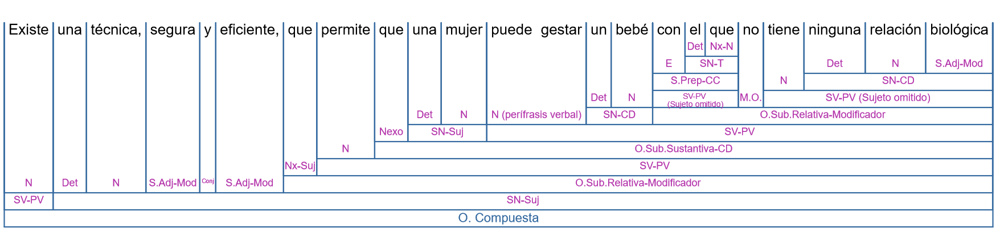 Existe una técnica, segura y eficiente, que permite que una mujer puede gestar un bebé con el que no tiene ninguna relación biológica
Det Nx-N
E SN-T Det N S.Adj-Mod
S.Prep-CC N SN-CD
Det N SV-PV (Sujeto omitido) M.O. SV-PV (Sujeto omitido)
Det N N (perífrasis verbal) SN-CD O.Sub.Relativa-Modificador
Nexo SN-Suj SV-PV
N O.Sub.Sustantiva-CD
Nx-Suj SV-PV
N Det N S.Adj-Mod Conj S.Adj-Mod O.Sub.Relativa-Modificador
SV-PV SN-Suj
O. Compuesta